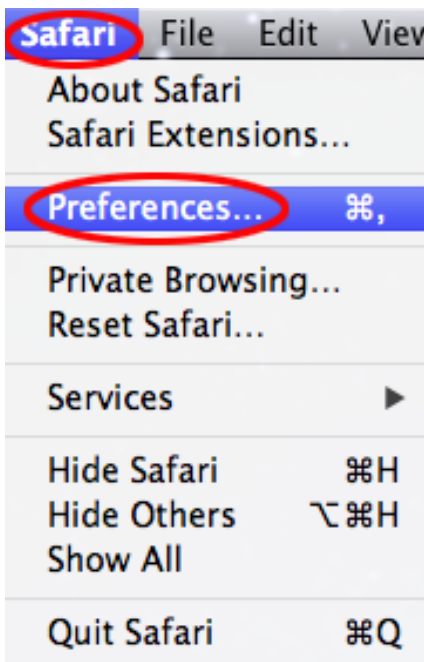 Safari File Edit View
About Safari
Safari Extensions...
Preferences... ⌘,
Private Browsing...
Reset Safari...
Services ▶
Hide Safari ⌘H
Hide Others ⌥⌘H
Show All
Quit Safari ⌘Q